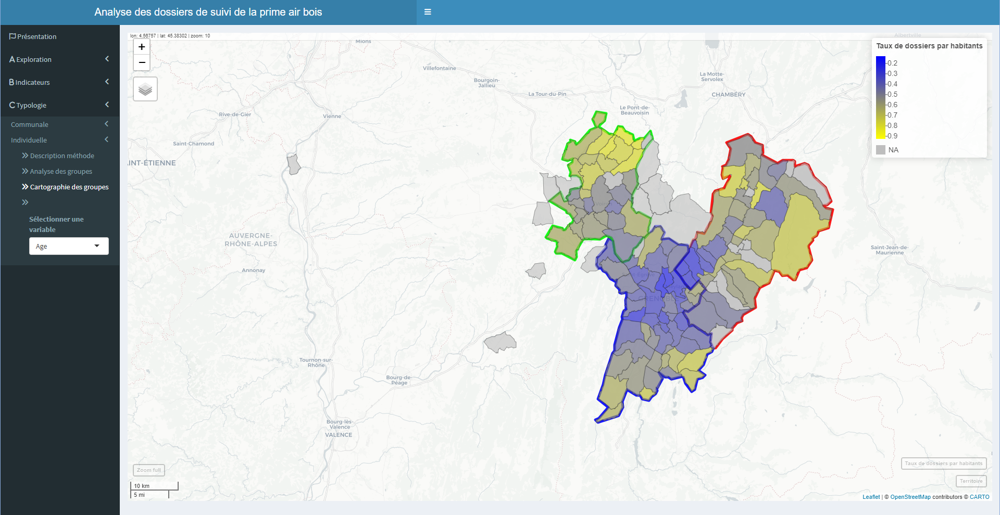 Analyse des dossiers de suivi de la prime air bois
Présentation
A Exploration
B Indicateurs
C Typologie
Communale
Individuelle
Description méthode
Analyse des groupes
Cartographie des groupes
Sélectionner une
variable
Age
lon: 4.56757 | lat: 45.38302 | zoom: 10
+
−
Mions
Albertville
Villefontaine
Bourgoin-
Jallieu
La Tour-du-Pin
La Motte-
Servolex
CHAMBÉRY
Le Pont-de-
Beauvoisin
Rive-de-Gier
Vienne
Saint-Chamond
INT-ÉTIENNE
AUVERGNE-
RHÔNE-ALPES
Annonay
Saint-Jean-de-
Maurienne
Saint-Égrève
Meylan
GRENOBLE
Tournon-sur-
Rhône
Bourg-de-
Péage
Bourg-lès-
Valence
VALENCE
Taux de dossiers par habitants
0.2
0.3
0.4
0.5
0.6
0.7
0.8
0.9
NA
Zoom full
10 km
5 mi
Taux de dossiers par habitants
Territoire
Leaflet | © OpenStreetMap contributors © CARTO